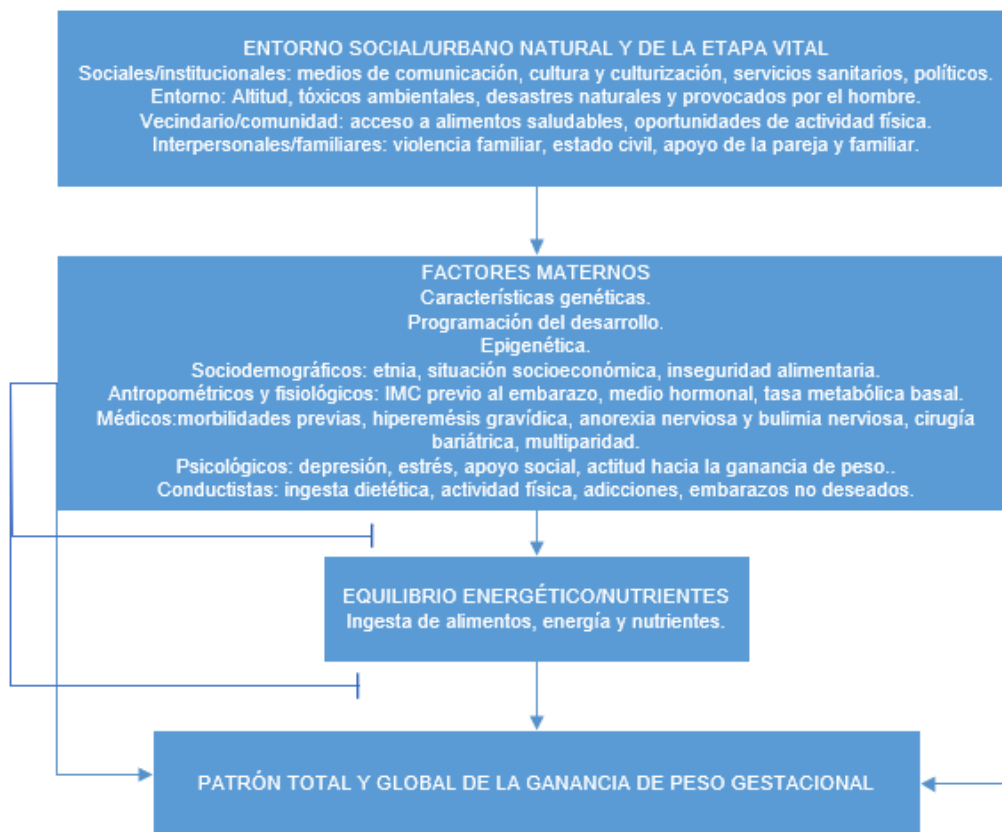 ENTORNO SOCIAL/URBANO NATURAL Y DE LA ETAPA VITAL
Sociales/institucionales: medios de comunicación, cultura y culturización, servicios sanitarios, políticos.
Entorno: Altitud, tóxicos ambientales, desastres naturales y provocados por el hombre.
Vecindario/comunidad: acceso a alimentos saludables, oportunidades de actividad física.
Interpersonales/familiares: violencia familiar, estado civil, apoyo de la pareja y familiar.
FACTORES MATERNOS
Características genéticas.
Programación del desarrollo.
Epigenética.
Sociodemográficos: etnia, situación socioeconómica, inseguridad alimentaria.
Antropométricos y fisiológicos: IMC previo al embarazo, medio hormonal, tasa metabólica basal.
Médicos:morbilidades previas, hiperemésis gravídica, anorexia nerviosa y bulimia nerviosa, cirugía
bariátrica, multiparidad.
Psicológicos: depresión, estrés, apoyo social, actitud hacia la ganancia de peso..
Conductistas: ingesta dietética, actividad física, adicciones, embarazos no deseados.
EQUILIBRIO ENERGÉTICO/NUTRIENTES
Ingesta de alimentos, energía y nutrientes.
PATRÓN TOTAL Y GLOBAL DE LA GANANCIA DE PESO GESTACIONAL